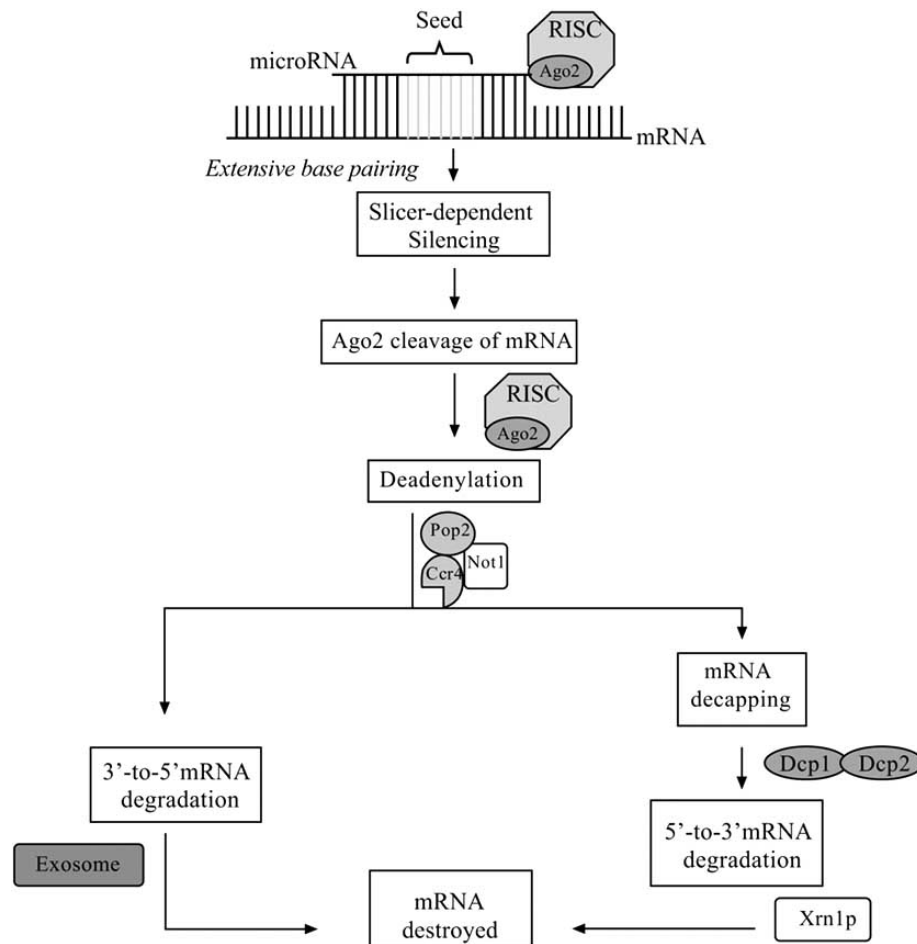 Seed
RISC
microRNA
Ago2
mRNA
Extensive base pairing
Slicer-dependent
Silencing
Ago2 cleavage of mRNA
RISC
Ago2
Deadenylation
Pop2
Not1
Ccr4
mRNA
decapping
3'-to-5'mRNA
degradation
Dcp1
Dcp2
5'-to-3'mRNA
degradation
Exosome
mRNA
destroyed
Xrn1p